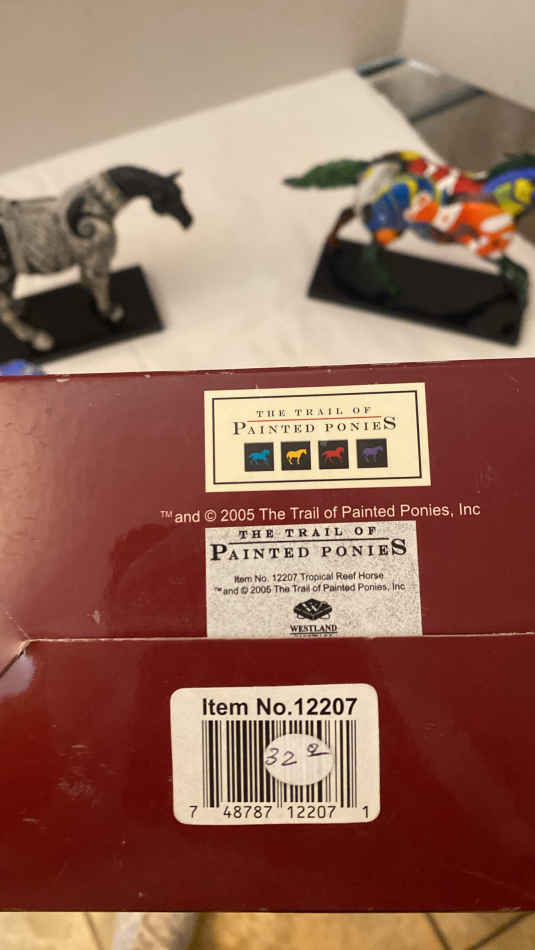 THE TRAIL OF
PAINTED PONIES
™ and © 2005 The Trail of Painted Ponies, Inc
THE TRAIL OF
PAINTED PONIES
Item No. 12207 Tropical Reef Horse
™ and © 2005 The Trail of Painted Ponies, Inc
W
WESTLAND
Item No.12207
32 9
7 48787 12207 1